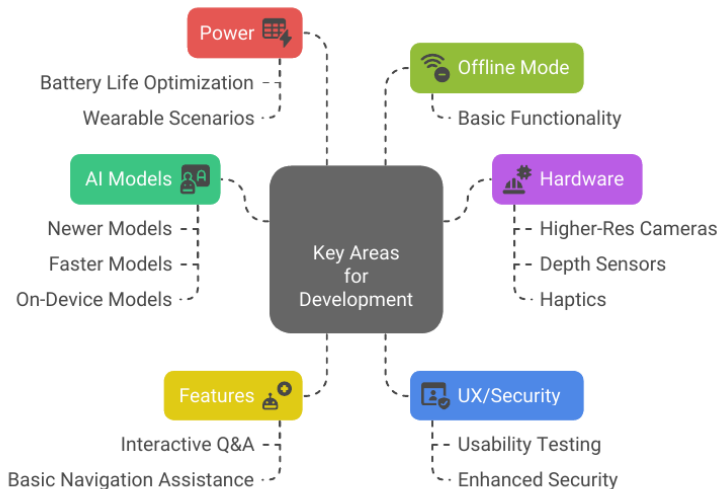 Power
Battery Life Optimization
Wearable Scenarios
Offline Mode
Basic Functionality
AI Models
Newer Models
Faster Models
On-Device Models
Key Areas
for
Development
Hardware
Higher-Res Cameras
Depth Sensors
Haptics
Features
Interactive Q&A
Basic Navigation Assistance
UX/Security
Usability Testing
Enhanced Security